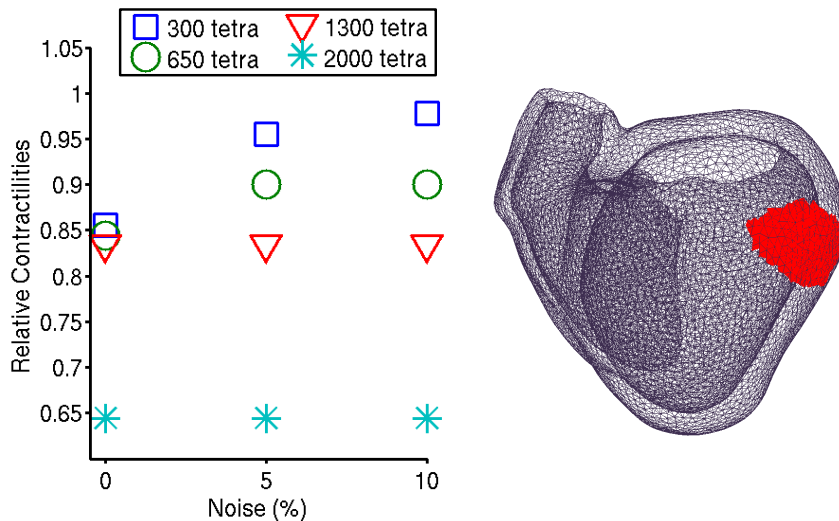 300 tetra
1300 tetra
650 tetra
2000 tetra
1.05
1
0.95
0.9
0.85
0.8
0.75
0.7
0.65
Relative Contractilities
0
5
10
Noise (%)